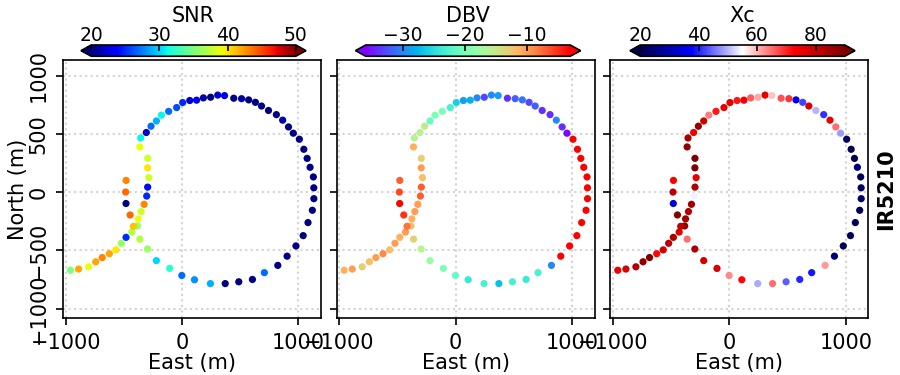 SNR DBV Xc
20 30 40 50 −30 −20 −10 20 40 60 80
1000
500
0
−500
−1000
North (m)
−1000 0 1000 −1000 0 1000 −1000 0 1000
East (m) East (m) East (m)
IR5210